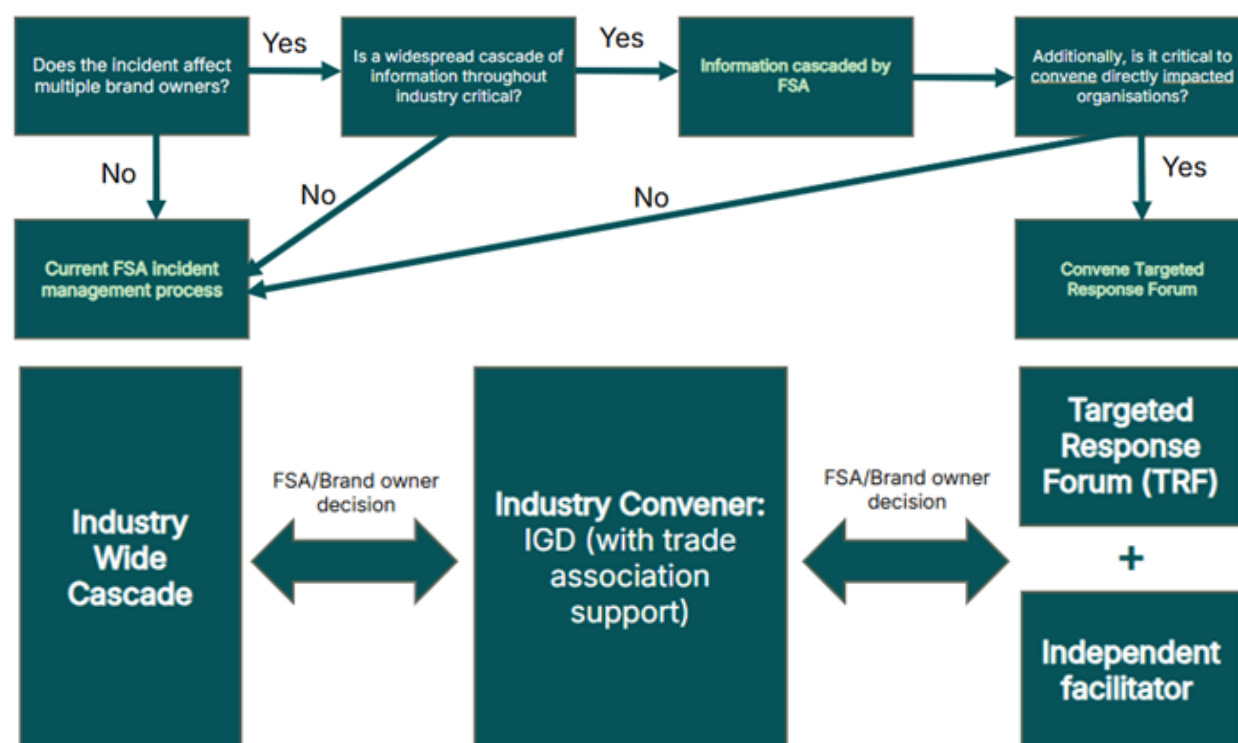 Does the incident affect
multiple brand owners?
Yes
Is a widespread cascade of
information throughout
industry critical?
Yes
Information cascaded by
FSA
Additionally, is it critical to
convene directly impacted
organisations?
No
No
No
Yes
Current FSA incident
management process
Convene Targeted
Response Forum
Industry
Wide
Cascade
FSA/Brand owner
decision
Industry Convener:
IGD (with trade
association
support)
FSA/Brand owner
decision
Targeted
Response
Forum (TRF)
+
Independent
facilitator